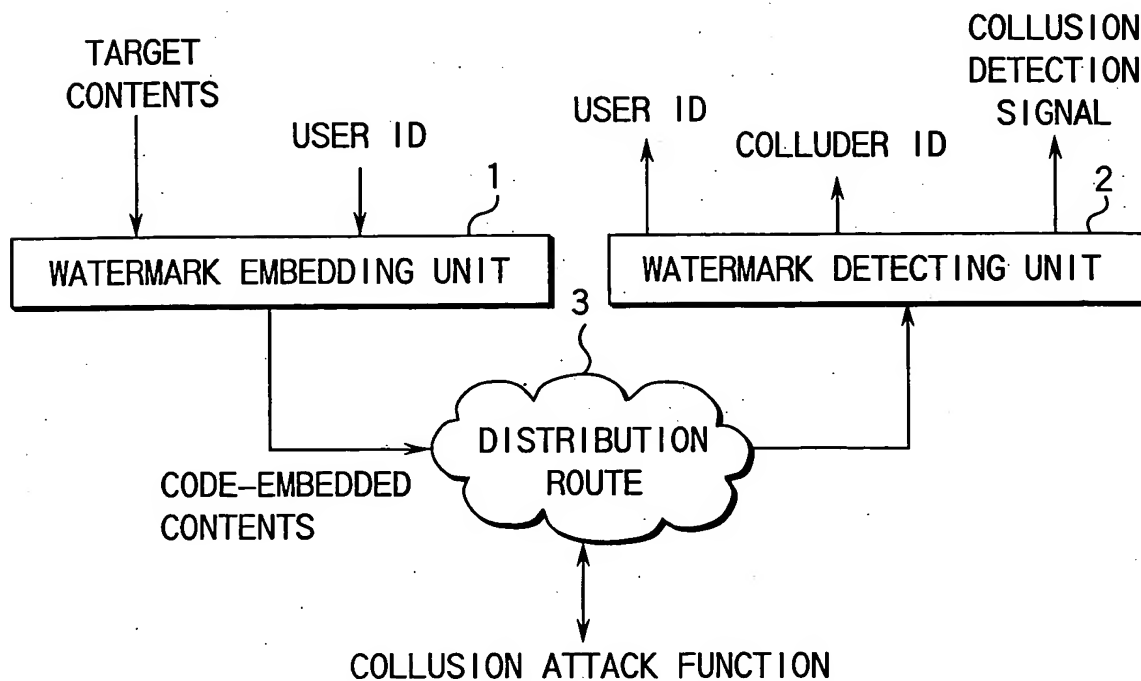 TARGET
CONTENTS
USER ID
1
WATERMARK EMBEDDING UNIT
USER ID
COLLUDER ID
COLLUSION
DETECTION
SIGNAL
2
WATERMARK DETECTING UNIT
3
DISTRIBUTION
ROUTE
CODE-EMBEDDED
CONTENTS
COLLUSION ATTACK FUNCTION